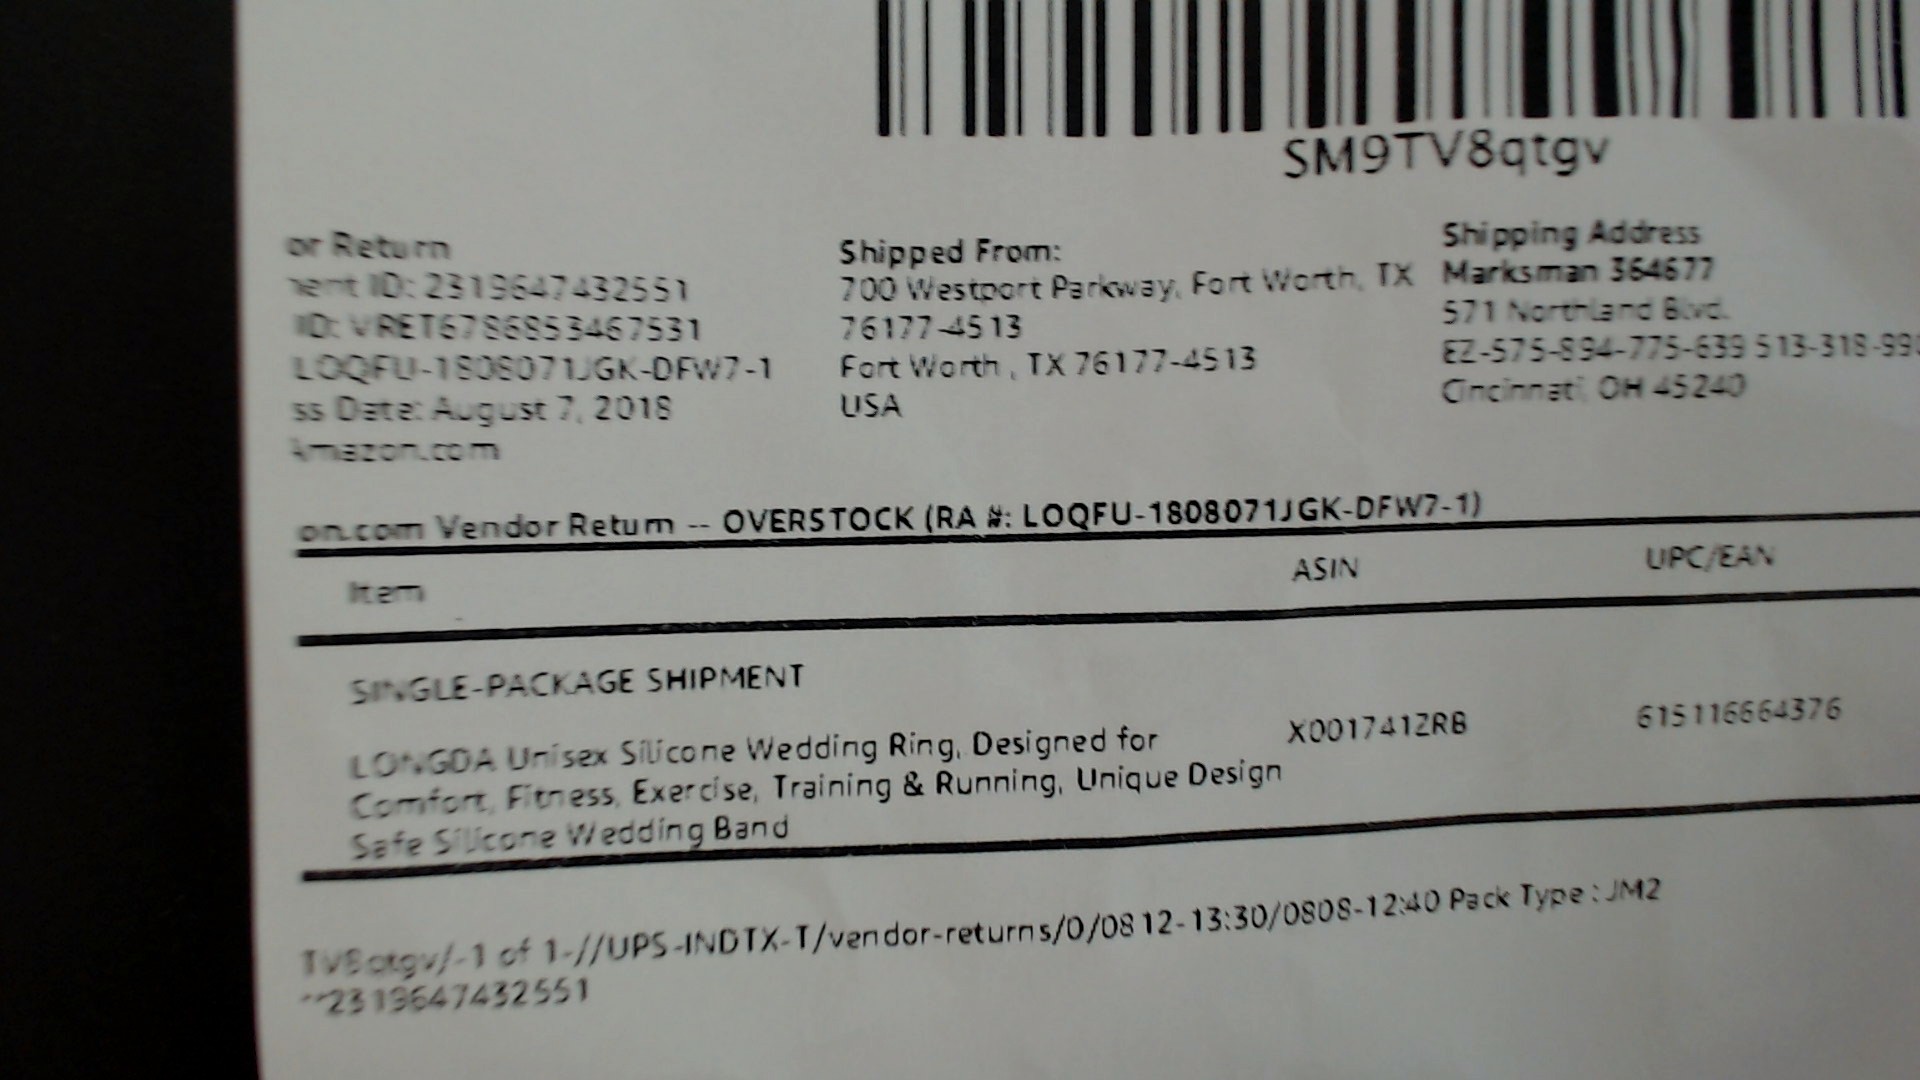 SM9TV8qtgv
or Return
ID: 2319647432551
ID: VRET6786853467531
LOQFU-1808071JGK-DFW7-1
ss Date: August 7, 2018
Amazon.com
Shipped From:
700 Westport Parkway, Fort Worth, TX
76177-4513
Fort Worth , TX 76177-4513
USA
Shipping Address
Marksman 364677
571 Northland Blvd.
EZ-575-894-775-639 513-318-99
Cincinnati, OH 45240
on.com Vendor Return -- OVERSTOCK (RA #: LOQFU-1808071JGK-DFW7-1)
Item ASIN UPC/EAN
SINGLE-PACKAGE SHIPMENT
LONGDA Unisex Silicone Wedding Ring, Designed for X001741ZRB 615116664376
Comfort, Fitness, Exercise, Training & Running, Unique Design
Safe Silicone Wedding Band
TV8qtgv/-1 of 1-//UPS-INDTX-T/vendor-returns/0/0812-13:30/0808-12:40 Pack Type : JM2
2319647432551